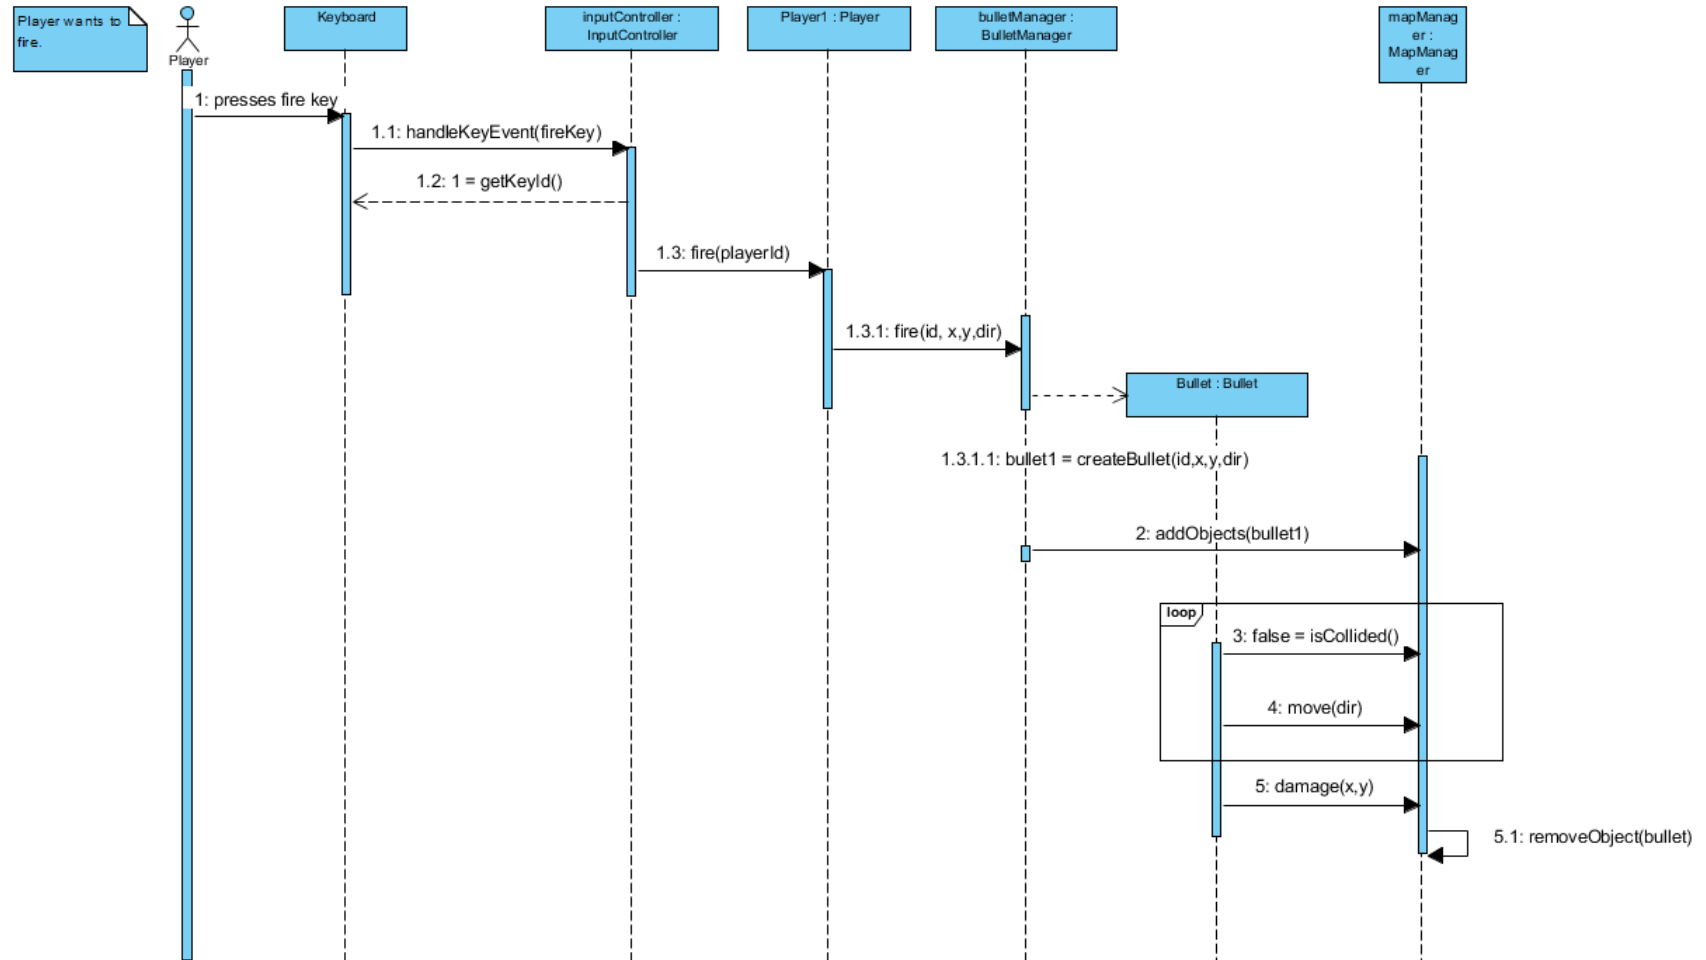 Player wants to
fire.
Player
Keyboard
inputController :
InputController
Player1 : Player
bulletManager :
BulletManager
mapManag
er :
MapManag
er
1: presses fire key
1.1: handleKeyEvent(fireKey)
1.2: 1 = getKeyId()
1.3: fire(playerId)
1.3.1: fire(id, x,y,dir)
Bullet : Bullet
1.3.1.1: bullet1 = createBullet(id,x,y,dir)
2: addObjects(bullet1)
loop
3: false = isCollided()
4: move(dir)
5: damage(x,y)
5.1: removeObject(bullet)